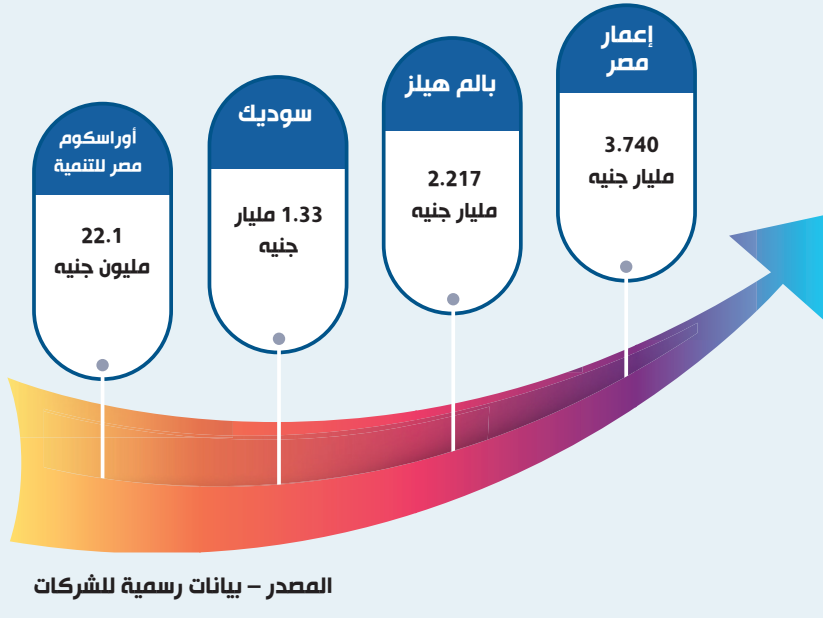 إعمار
مصر
3.740
مليار جنيه
بالم هيلز
2.217
مليار جنيه
سوديك
1.33 مليار
جنيه
أوراسكوم
مصر للتنمية
22.1
مليون جنيه
المصدر – بيانات رسمية للشركات